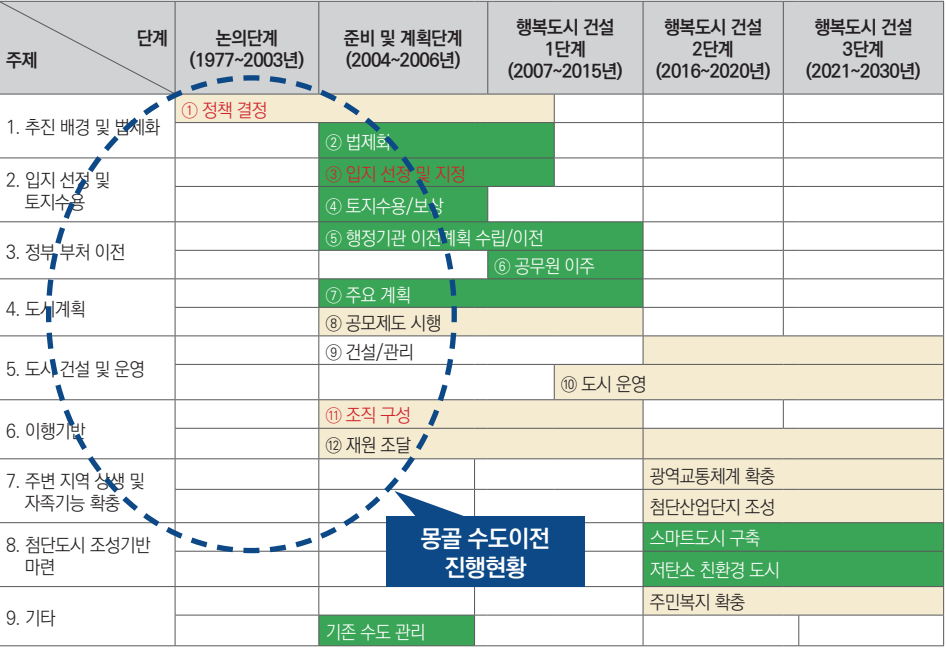 단계
주제
논의단계
(1977~2003년)
준비 및 계획단계
(2004~2006년)
행복도시 건설
1단계
(2007~2015년)
행복도시 건설
2단계
(2016~2020년)
행복도시 건설
3단계
(2021~2030년)
1. 추진 배경 및 법제화
① 정책 결정
② 법제화
2. 입지 선정 및
토지수용
③ 입지 선정 및 지정
④ 토지수용/보상
3. 정부 부처 이전
⑤ 행정기관 이전계획 수립/이전
⑥ 공무원 이주
4. 도시계획
⑦ 주요 계획
⑧ 공모제도 시행
5. 도시 건설 및 운영
⑨ 건설/관리
⑩ 도시 운영
6. 이행기반
⑪ 조직 구성
⑫ 재원 조달
7. 주변 지역 상생 및
자족기능 확충
광역교통체계 확충
첨단산업단지 조성
8. 첨단도시 조성기반
마련
스마트도시 구축
저탄소 친환경 도시
9. 기타
주민복지 확충
기존 수도 관리
몽골 수도이전
진행현황